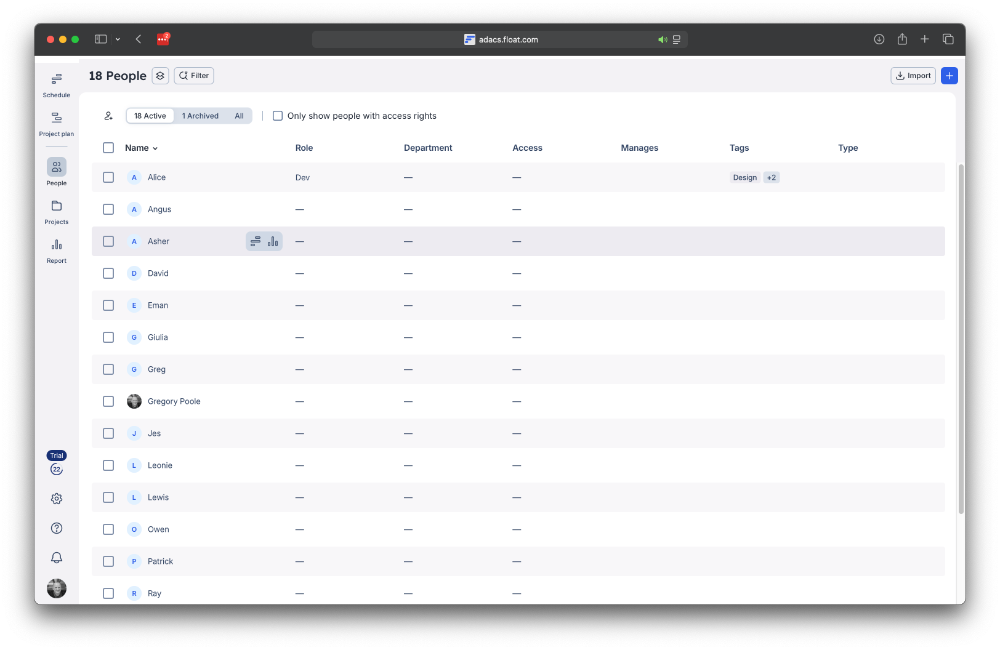 2
adacs.float.com
18 People
Filter
Import
Schedule
Project plan
People
Projects
Report
Trial
22
18 Active 1 Archived All
Only show people with access rights
Name Role Department Access Manages Tags Type
A Alice Dev — — Design +2
A Angus — — —
A Asher — — —
D David — — —
E Eman — — —
G Giulia — — —
G Greg — — —
Gregory Poole — — —
J Jes — — —
L Leonie — — —
L Lewis — — —
O Owen — — —
P Patrick — — —
R Ray — — —